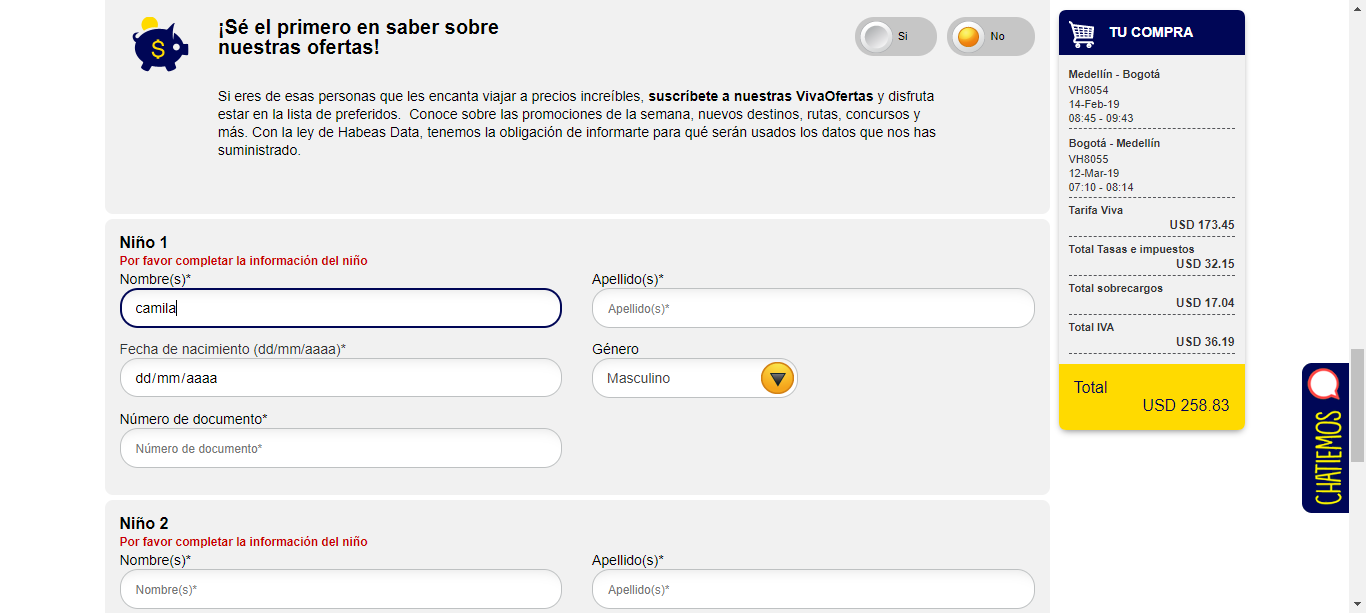 ¡Sé el primero en saber sobre
nuestras ofertas!
Si
No
Si eres de esas personas que les encanta viajar a precios increíbles, suscríbete a nuestras VivaOfertas y disfruta
estar en la lista de preferidos. Conoce sobre las promociones de la semana, nuevos destinos, rutas, concursos y
más. Con la ley de Habeas Data, tenemos la obligación de informarte para qué serán usados los datos que nos has
suministrado.
Niño 1
Por favor completar la información del niño
Nombre(s)*
Apellido(s)*
camila
Apellido(s)*
Fecha de nacimiento (dd/mm/aaaa)*
Género
dd/mm/aaaa
Masculino
Número de documento*
Número de documento*
Niño 2
Por favor completar la información del niño
Nombre(s)*
Apellido(s)*
Nombre(s)*
Apellido(s)*
TU COMPRA
Medellín - Bogotá
VH8054
14-Feb-19
08:45 - 09:43
Bogotá - Medellín
VH8055
12-Mar-19
07:10 - 08:14
Tarifa Viva
USD 173.45
Total Tasas e impuestos
USD 32.15
Total sobrecargos
USD 17.04
Total IVA
USD 36.19
Total
USD 258.83
CHATIEMOS